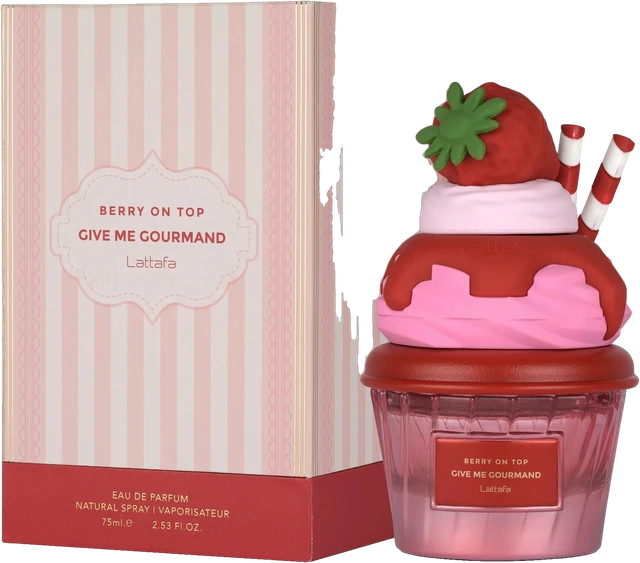 BERRY ON TOP
GIVE ME GOURMAND
Lattafa
EAU DE PARFUM
NATURAL SPRAY | VAPORISATEUR
75ml.e 2.53 Fl.OZ.
Lattafa
BERRY ON TOP
GIVE ME GOURMAND
Lattafa